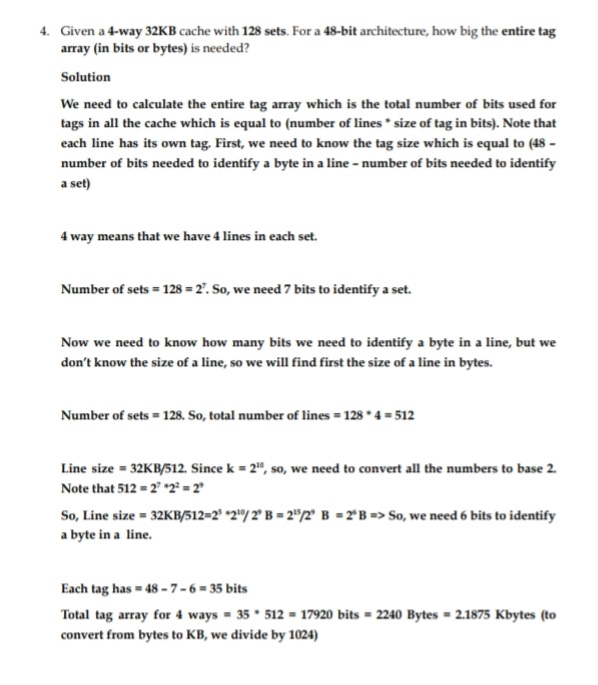 4. Given a 4-way 32KB cache with 128 sets. For a 48-bit architecture, how big the entire tag
array (in bits or bytes) is needed?
Solution
We need to calculate the entire tag array which is the total number of bits used for
tags in all the cache which is equal to (number of lines * size of tag in bits). Note that
each line has its own tag. First, we need to know the tag size which is equal to (48 –
number of bits needed to identify a byte in a line – number of bits needed to identify
a set)
4 way means that we have 4 lines in each set.
Number of sets = 128 = 2⁷. So, we need 7 bits to identify a set.
Now we need to know how many bits we need to identify a byte in a line, but we
don't know the size of a line, so we will find first the size of a line in bytes.
Number of sets = 128. So, total number of lines = 128 * 4 = 512
Line size = 32KB/512. Since k = 2¹⁰, so, we need to convert all the numbers to base 2.
Note that 512 = 2⁷ *2² = 2⁹
So, Line size = 32KB/512=2⁵ *2¹⁰/ 2⁹ B = 2¹⁵/2⁹ B = 2⁶ B => So, we need 6 bits to identify
a byte in a line.
Each tag has = 48 – 7 – 6 = 35 bits
Total tag array for 4 ways = 35 * 512 = 17920 bits = 2240 Bytes = 2.1875 Kbytes (to
convert from bytes to KB, we divide by 1024)